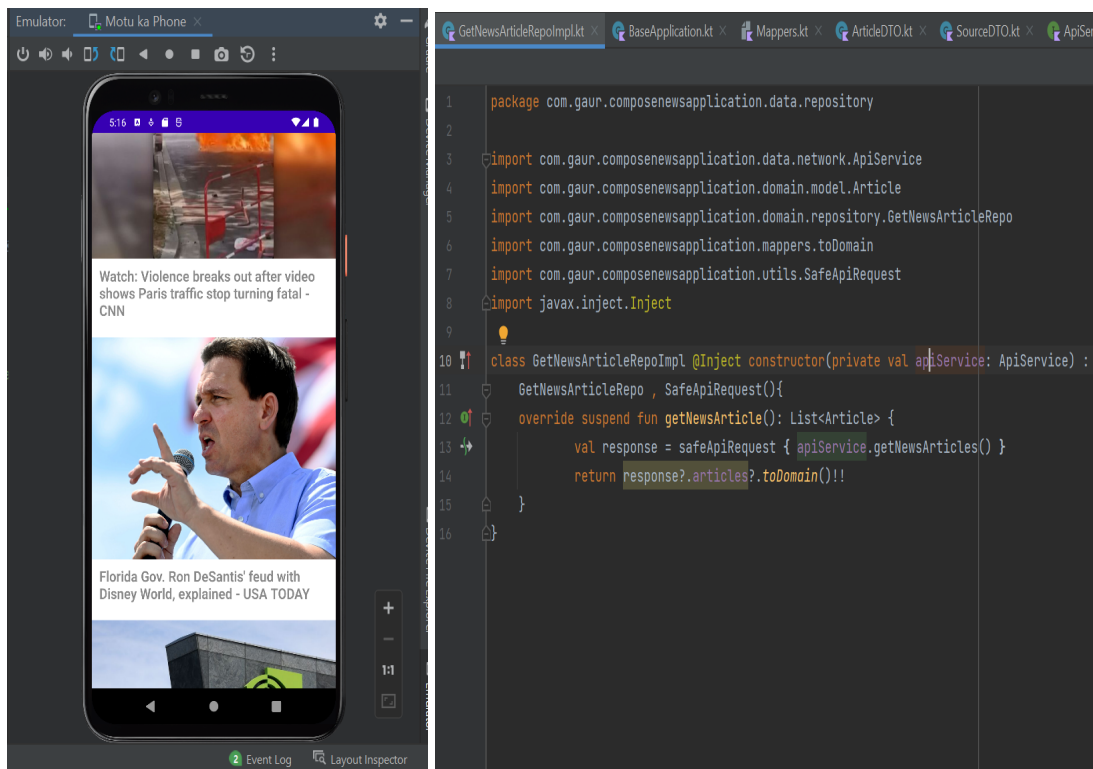 Emulator: Motu ka Phone
5:16
Watch: Violence breaks out after video
shows Paris traffic stop turning fatal -
CNN
Florida Gov. Ron DeSantis' feud with
Disney World, explained - USA TODAY
1:1
2 Event Log Layout Inspector
GetNewsArticleRepoImpl.kt BaseApplication.kt Mappers.kt ArticleDTO.kt SourceDTO.kt ApiSer
1 package com.gaur.composenewsapplication.data.repository
2
3 import com.gaur.composenewsapplication.data.network.ApiService
4 import com.gaur.composenewsapplication.domain.model.Article
5 import com.gaur.composenewsapplication.domain.repository.GetNewsArticleRepo
6 import com.gaur.composenewsapplication.mappers.toDomain
7 import com.gaur.composenewsapplication.utils.SafeApiRequest
8 import javax.inject.Inject
9
10 class GetNewsArticleRepoImpl @Inject constructor(private val apiService: ApiService) :
11 GetNewsArticleRepo , SafeApiRequest(){
12 override suspend fun getNewsArticle(): List<Article> {
13 val response = safeApiRequest { apiService.getNewsArticles() }
14 return response?.articles?.toDomain()!!
15 }
16 }